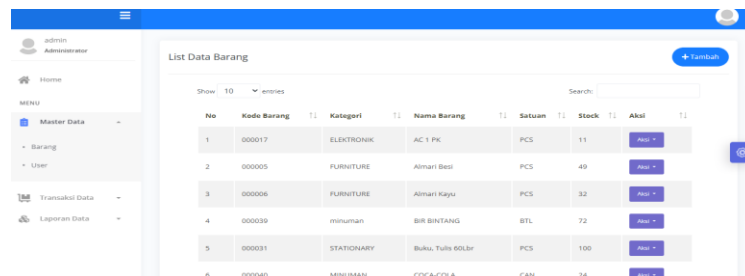 admin
Administrator
Home
MENU
Master Data
Barang
User
Transaksi Data
Laporan Data
List Data Barang
+ Tambah
Show 10 entries
Search:
No Kode Barang Kategori Nama Barang Satuan Stock Aksi
1 000017 ELEKTRONIK AC 1 PK PCS 11 Aksi
2 000005 FURNITURE Almari Besi PCS 49 Aksi
3 000006 FURNITURE Almari Kayu PCS 32 Aksi
4 000039 minuman BIR BINTANG BTL 72 Aksi
5 000031 STATIONARY Buku, Tulis 60Lbr PCS 100 Aksi
6 000040 MINUMAN COCA-COLA CAN 24 Aksi